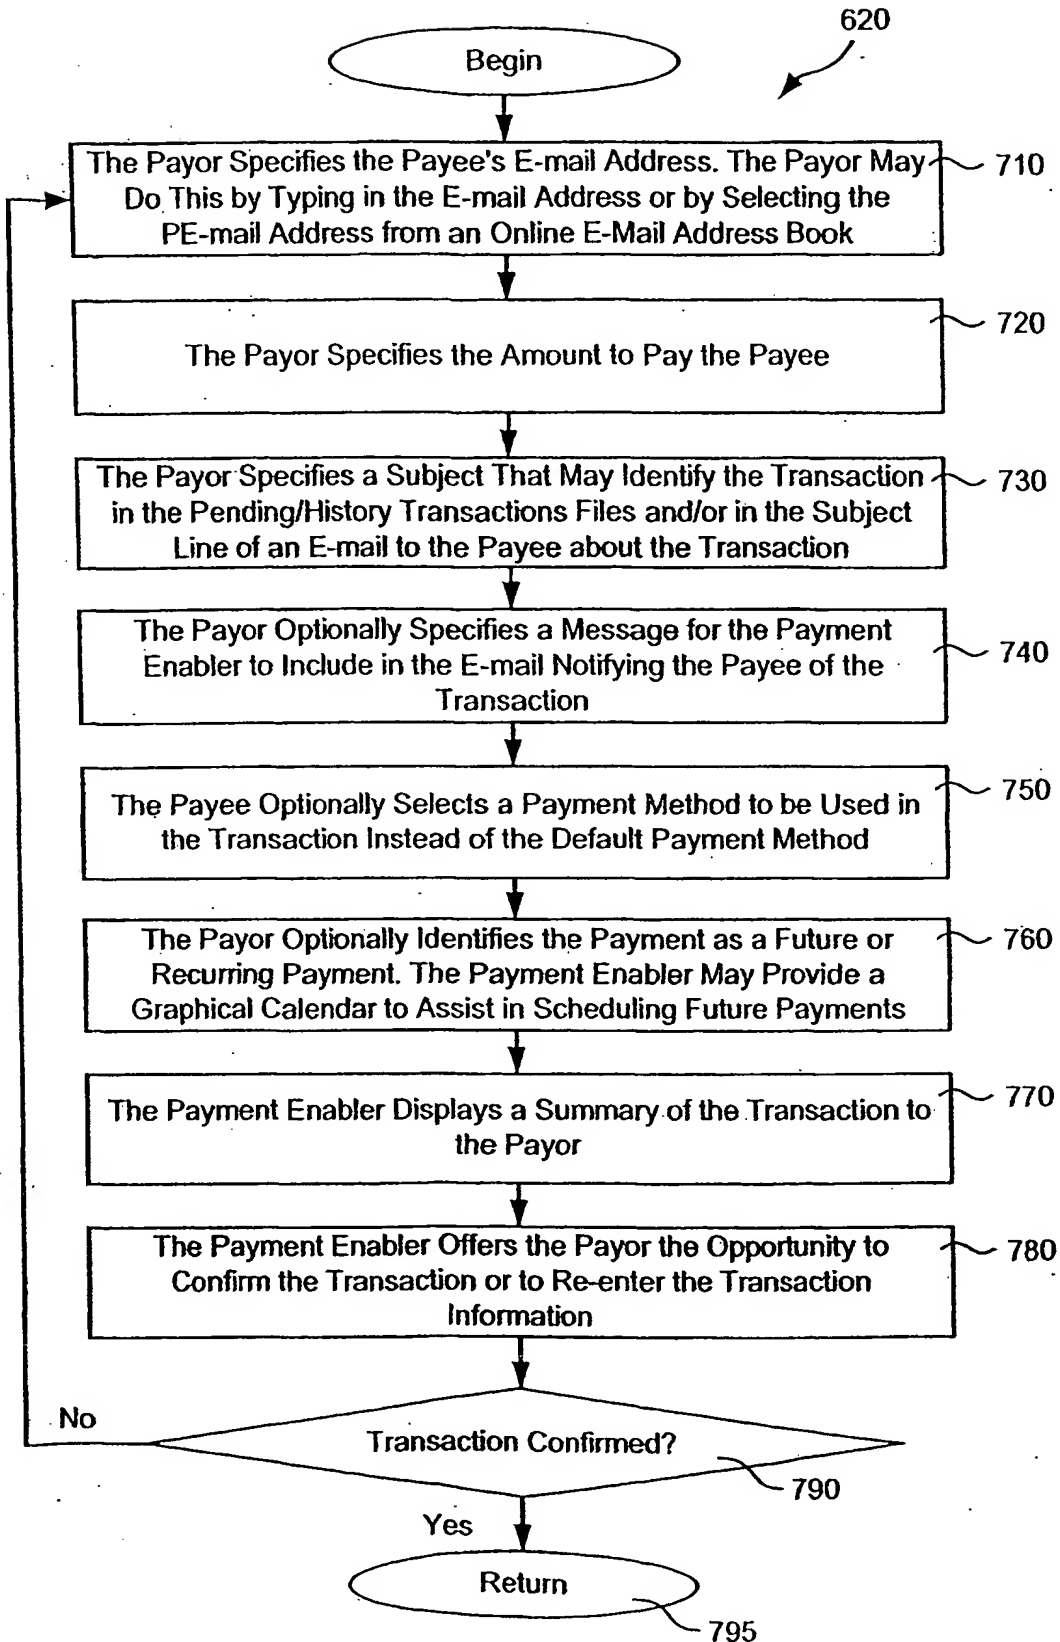 620
Begin
The Payor Specifies the Payee's E-mail Address. The Payor May
Do This by Typing in the E-mail Address or by Selecting the
PE-mail Address from an Online E-Mail Address Book
710
The Payor Specifies the Amount to Pay the Payee
720
The Payor Specifies a Subject That May Identify the Transaction
in the Pending/History Transactions Files and/or in the Subject
Line of an E-mail to the Payee about the Transaction
730
The Payor Optionally Specifies a Message for the Payment
Enabler to Include in the E-mail Notifying the Payee of the
Transaction
740
The Payee Optionally Selects a Payment Method to be Used in
the Transaction Instead of the Default Payment Method
750
The Payor Optionally Identifies the Payment as a Future or
Recurring Payment. The Payment Enabler May Provide a
Graphical Calendar to Assist in Scheduling Future Payments
760
The Payment Enabler Displays a Summary of the Transaction to
the Payor
770
The Payment Enabler Offers the Payor the Opportunity to
Confirm the Transaction or to Re-enter the Transaction
Information
780
No
Transaction Confirmed?
790
Yes
Return
795